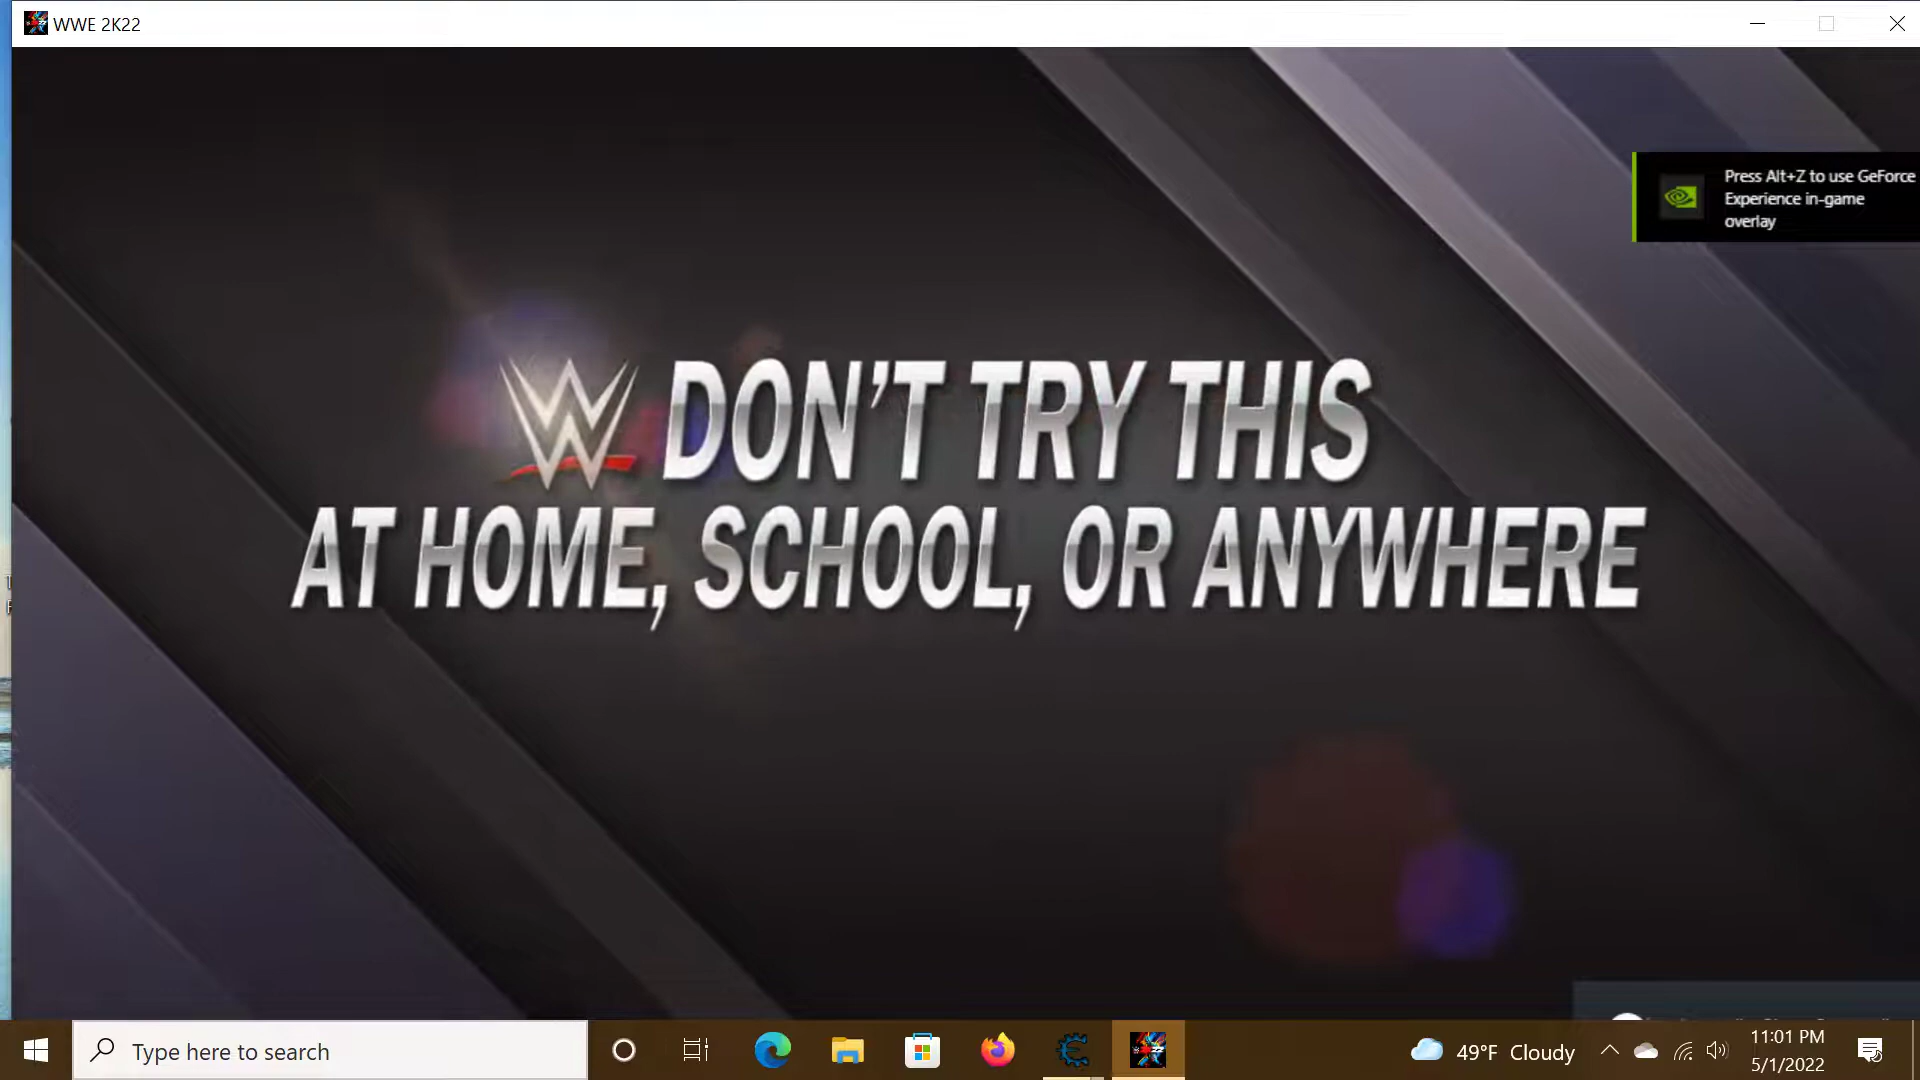 WWE 2K22
Press Alt+Z to use GeForce
Experience in-game
overlay
W DON'T TRY THIS
AT HOME, SCHOOL, OR ANYWHERE
Type here to search
49°F Cloudy
11:01 PM
5/1/2022